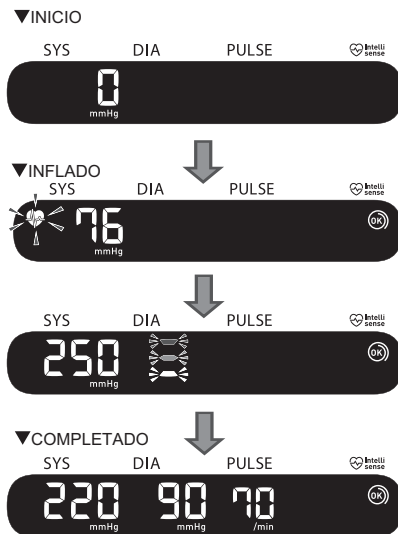 ▼INICIO
SYS DIA PULSE Intelli sense
0
mmHg
▼INFLADO
SYS DIA PULSE Intelli sense
76 OK
mmHg
SYS DIA PULSE Intelli sense
250 OK
mmHg
▼COMPLETADO
SYS DIA PULSE Intelli sense
220 90 70 OK
mmHg mmHg /min